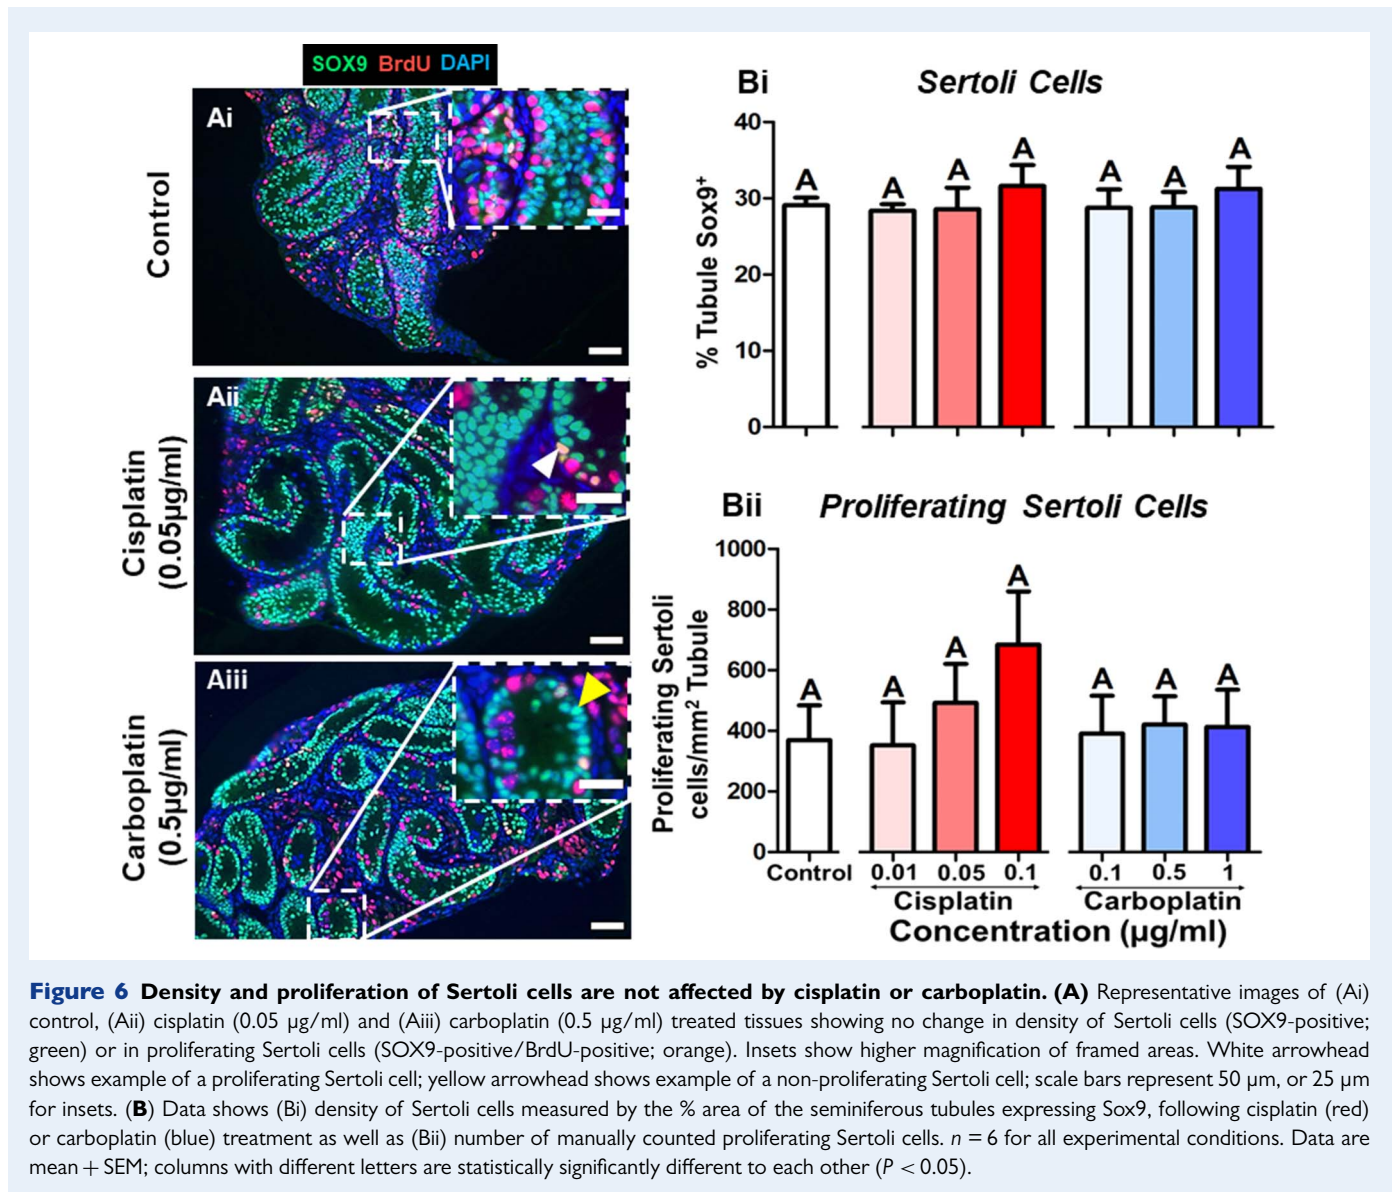 SOX9 BrdU DAPI
Ai
Control
Aii
Cisplatin
(0.05µg/ml)
Aiii
Carboplatin
(0.5µg/ml)
Bi Sertoli Cells
% Tubule Sox9⁺
40
30
20
10
0
A A A A A A A
Bii Proliferating Sertoli Cells
Proliferating Sertoli
cells/mm² Tubule
1000
800
600
400
200
0
A A A A A A A
Control 0.01 0.05 0.1 0.1 0.5 1
Cisplatin Carboplatin
Concentration (µg/ml)
Figure 6 Density and proliferation of Sertoli cells are not affected by cisplatin or carboplatin. (A) Representative images of (Ai)
control, (Aii) cisplatin (0.05 µg/ml) and (Aiii) carboplatin (0.5 µg/ml) treated tissues showing no change in density of Sertoli cells (SOX9-positive;
green) or in proliferating Sertoli cells (SOX9-positive/BrdU-positive; orange). Insets show higher magnification of framed areas. White arrowhead
shows example of a proliferating Sertoli cell; yellow arrowhead shows example of a non-proliferating Sertoli cell; scale bars represent 50 µm, or 25 µm
for insets. (B) Data shows (Bi) density of Sertoli cells measured by the % area of the seminiferous tubules expressing Sox9, following cisplatin (red)
or carboplatin (blue) treatment as well as (Bii) number of manually counted proliferating Sertoli cells. n = 6 for all experimental conditions. Data are
mean + SEM; columns with different letters are statistically significantly different to each other (P < 0.05).